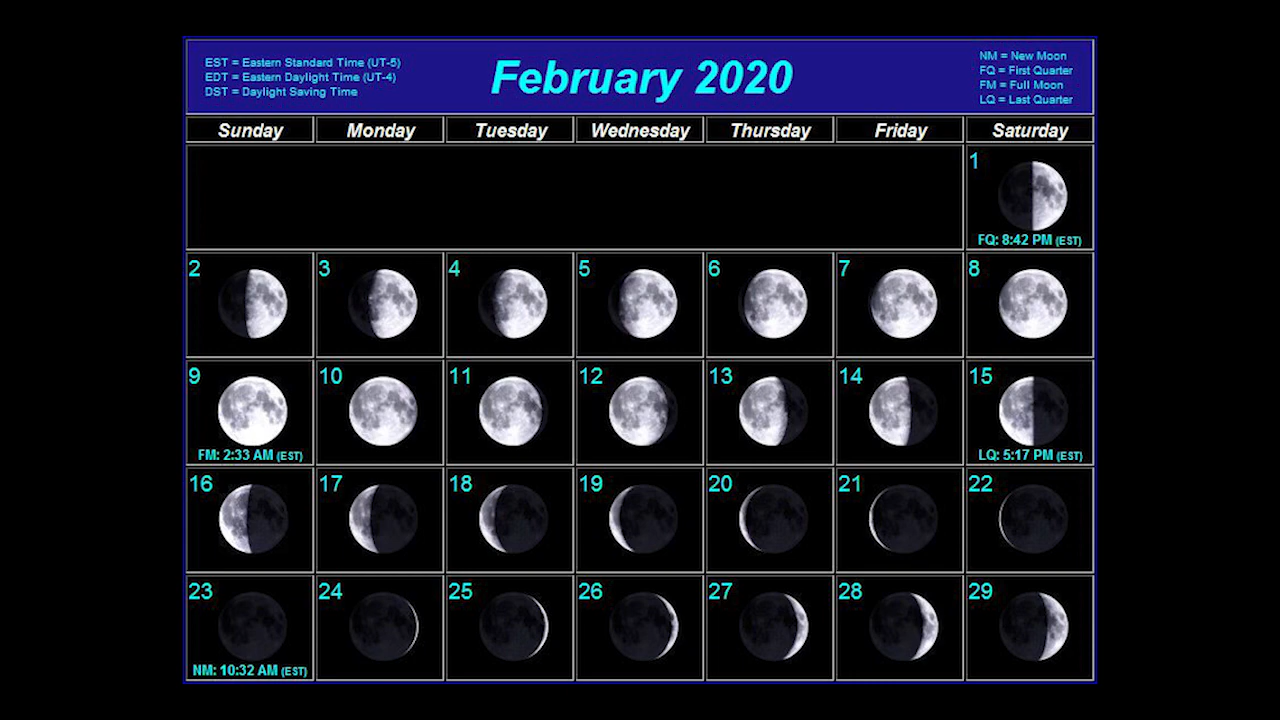 EST = Eastern Standard Time (UT-5)
EDT = Eastern Daylight Time (UT-4)
DST = Daylight Saving Time
February 2020
NM = New Moon
FQ = First Quarter
FM = Full Moon
LQ = Last Quarter
Sunday Monday Tuesday Wednesday Thursday Friday Saturday
1
FQ: 8:42 PM (EST)
2 3 4 5 6 7 8
9 10 11 12 13 14 15
FM: 2:33 AM (EST) LQ: 5:17 PM (EST)
16 17 18 19 20 21 22
23 24 25 26 27 28 29
NM: 10:32 AM (EST)